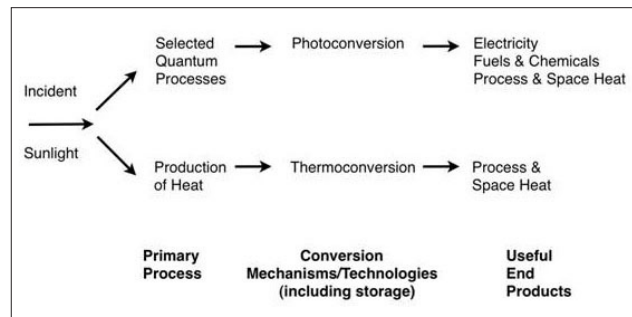 Incident
Sunlight
Selected
Quantum
Processes
Photoconversion
Electricity
Fuels & Chemicals
Process & Space Heat
Production
of Heat
Thermoconversion
Process &
Space Heat
Primary
Process
Conversion
Mechanisms/Technologies
(including storage)
Useful
End
Products